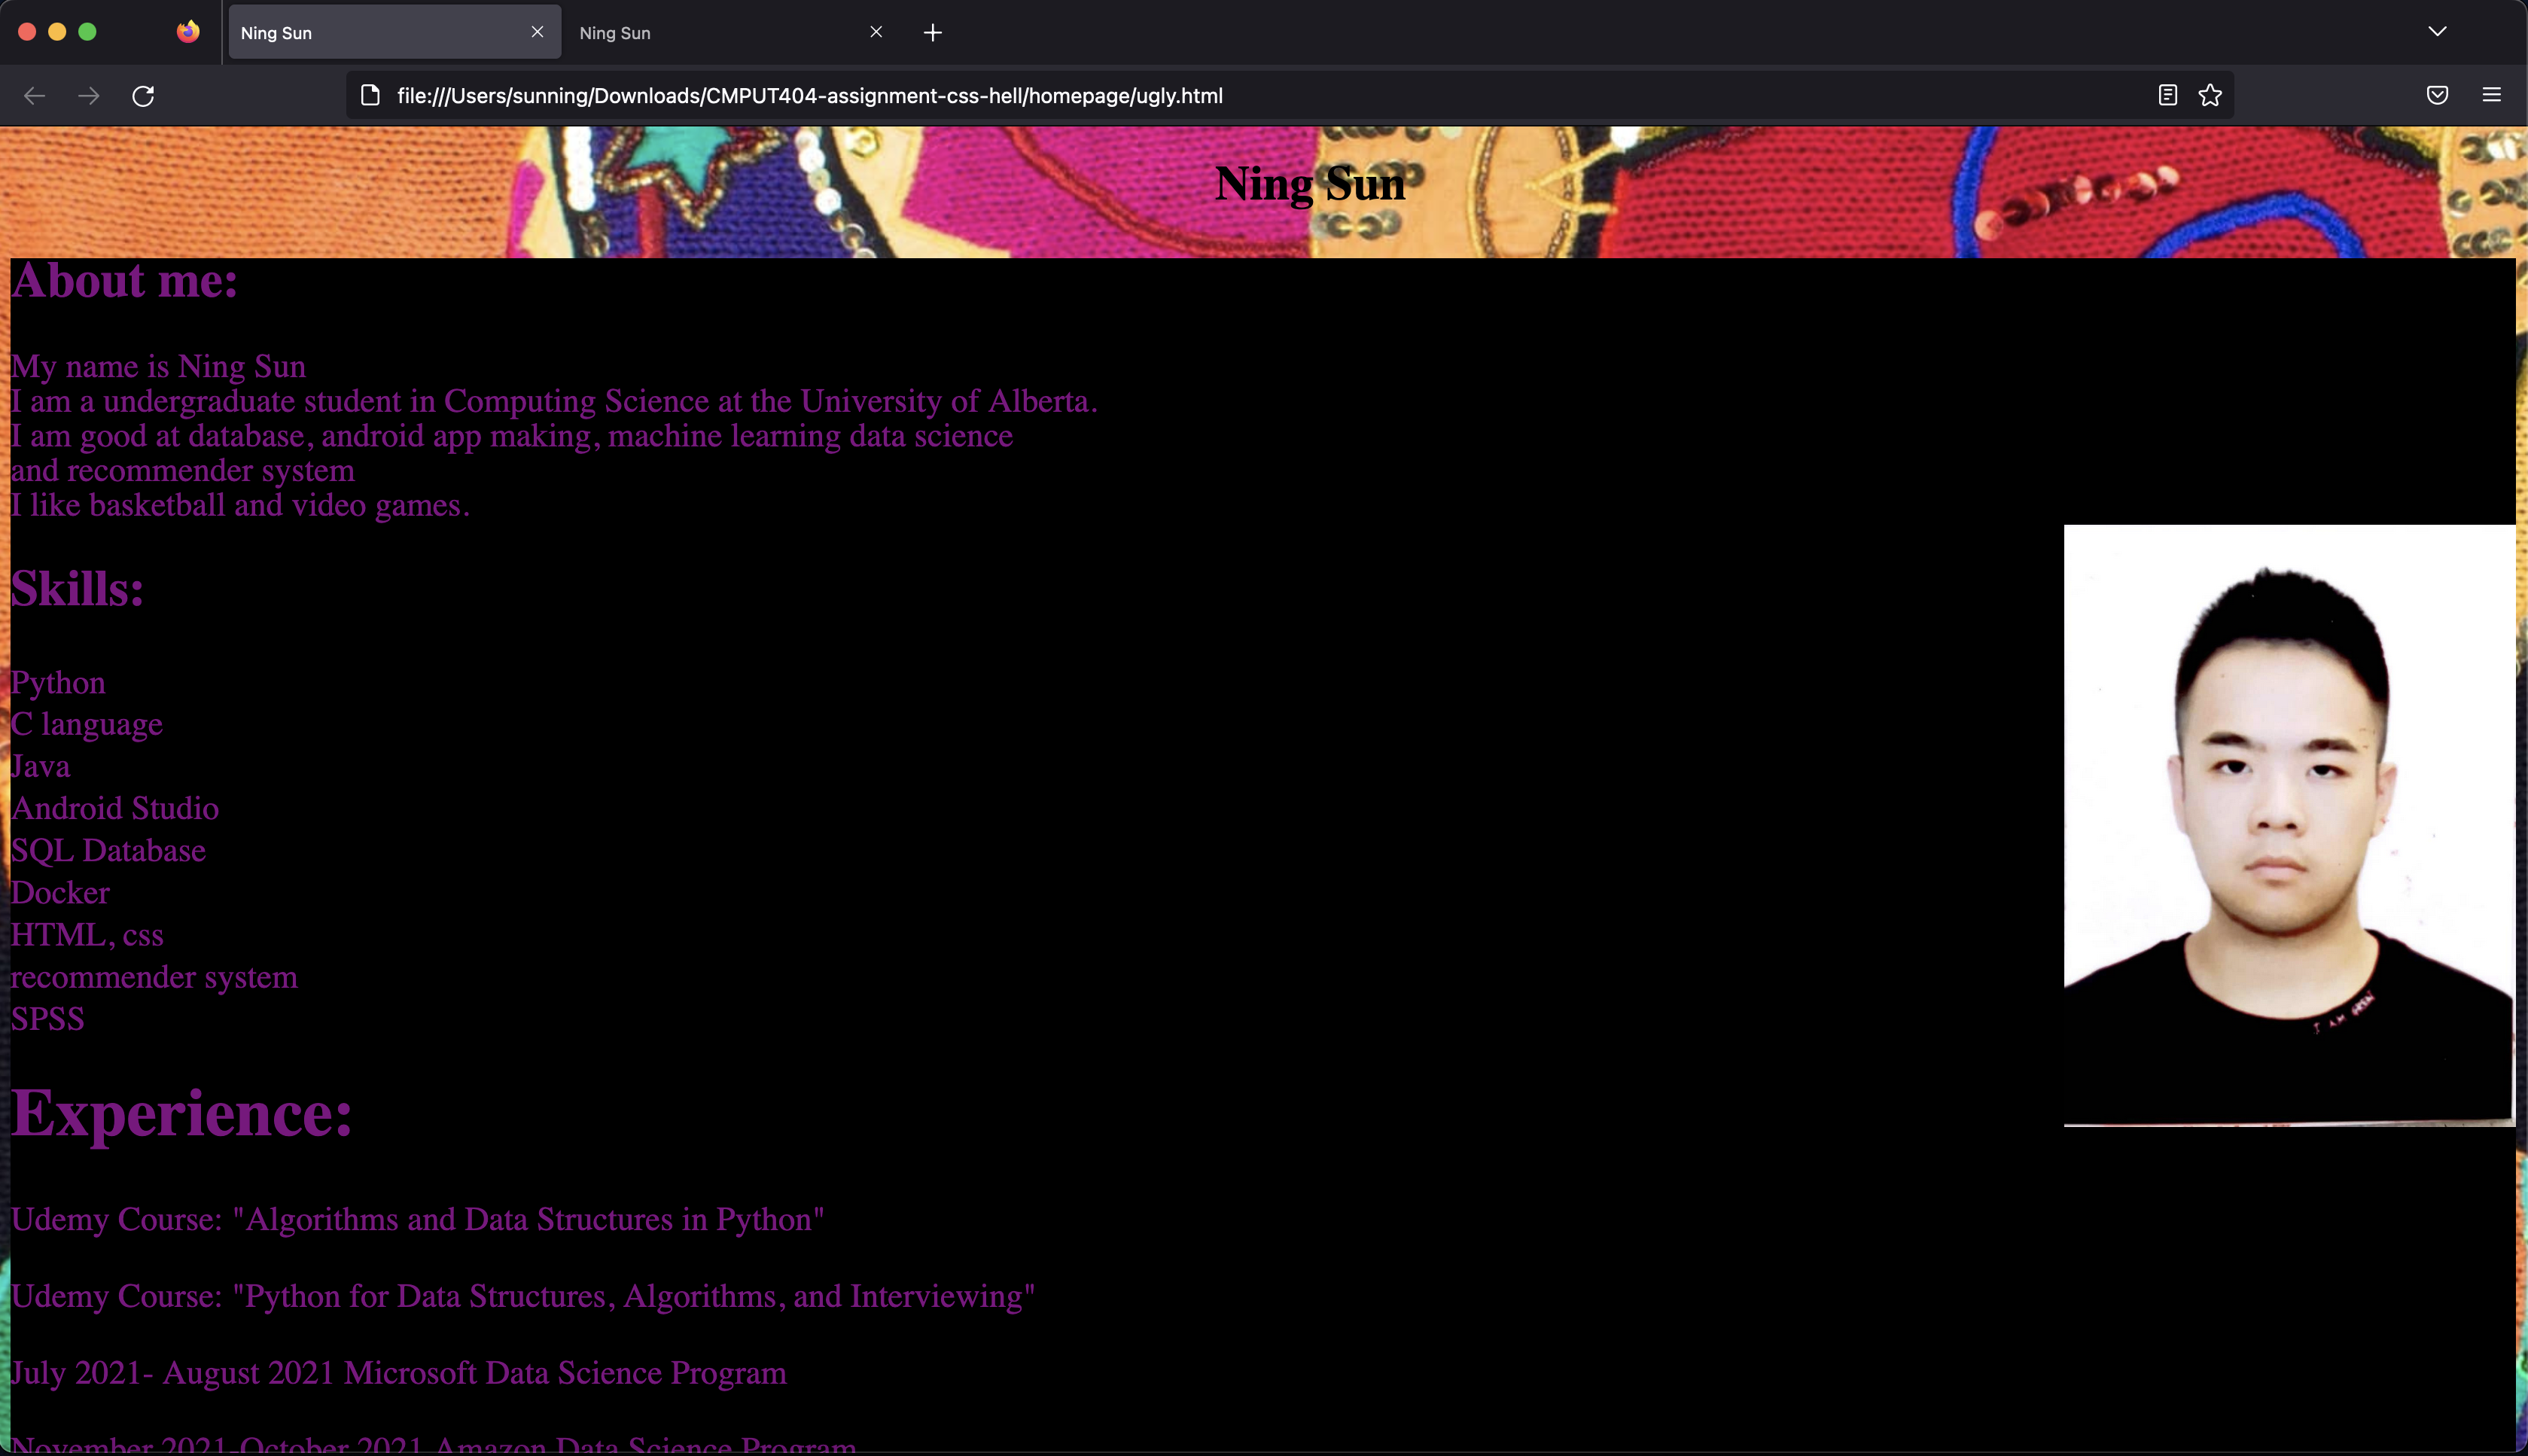 Ning Sun
Ning Sun
file:///Users/sunning/Downloads/CMPUT404-assignment-css-hell/homepage/ugly.html
Ning Sun
About me:
My name is Ning Sun
I am a undergraduate student in Computing Science at the University of Alberta.
I am good at database, android app making, machine learning data science
and recommender system
I like basketball and video games.
Skills:
Python
C language
Java
Android Studio
SQL Database
Docker
HTML, css
recommender system
SPSS
I AM GREEN
Experience:
Udemy Course: "Algorithms and Data Structures in Python"
Udemy Course: "Python for Data Structures, Algorithms, and Interviewing"
July 2021- August 2021 Microsoft Data Science Program
November 2021-October 2021 Amazon Data Science Program